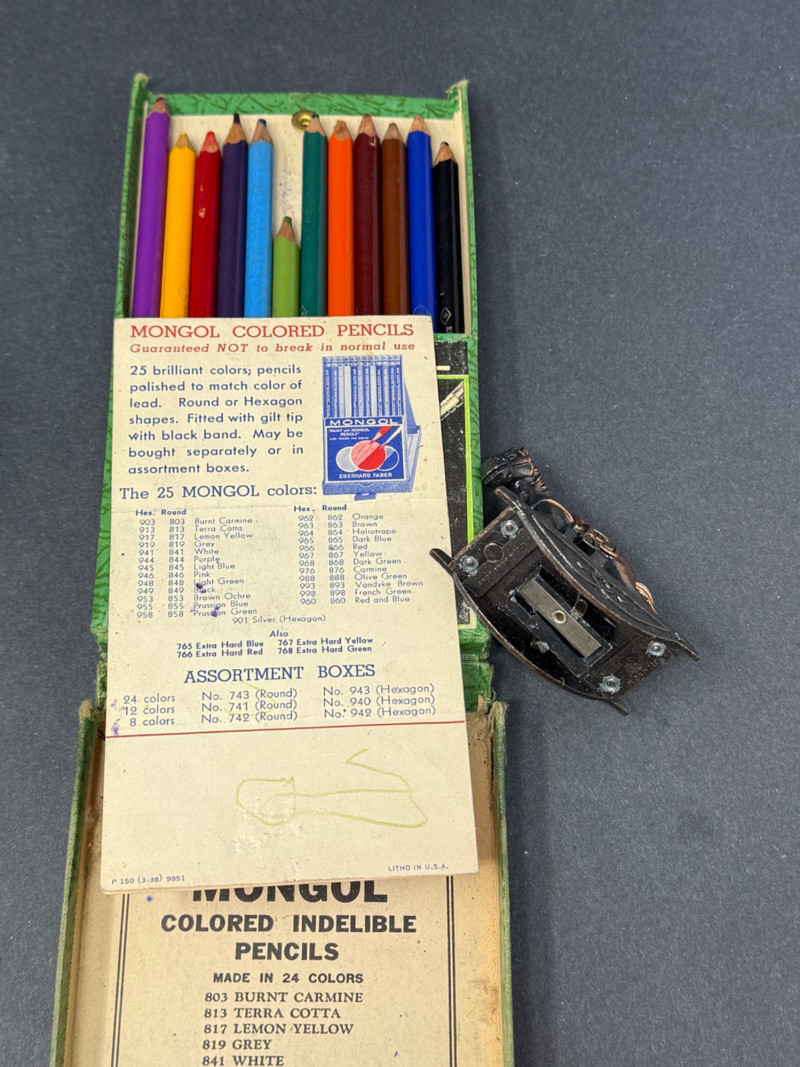 MONGOL COLORED PENCILS
Guaranteed NOT to break in normal use
25 brilliant colors; pencils
polished to match color of
lead. Round or Hexagon
shapes. Fitted with gilt tip
with black band. May be
bought separately or in
assortment boxes.
MONGOL
EBERHARD FABER
The 25 MONGOL colors:
Hex. Round
903 803 Burnt Carmine
913 813 Terra Cotta
917 817 Lemon Yellow
919 819 Grey
941 841 White
944 844 Purple
945 845 Light Blue
946 846 Pink
948 848 Light Green
949 849 Black
953 853 Brown Ochre
955 855 Prussian Blue
958 858 Prussian Green
Hex. Round
962 862 Orange
963 863 Brown
964 864 Heliotrope
965 865 Dark Blue
966 866 Red
967 867 Yellow
968 868 Dark Green
976 876 Carmine
988 888 Olive Green
993 893 Vandyke Brown
998 898 French Green
960 860 Red and Blue
901 Silver (Hexagon)
Also
765 Extra Hard Blue 767 Extra Hard Yellow
766 Extra Hard Red 768 Extra Hard Green
ASSORTMENT BOXES
24 colors No. 743 (Round) No. 943 (Hexagon)
12 colors No. 741 (Round) No. 940 (Hexagon)
8 colors No. 742 (Round) No. 942 (Hexagon)
P 150 (3-38) 9851
LITHO IN U.S.A.
MONGOL
COLORED INDELIBLE
PENCILS
MADE IN 24 COLORS
803 BURNT CARMINE
813 TERRA COTTA
817 LEMON YELLOW
819 GREY
841 WHITE